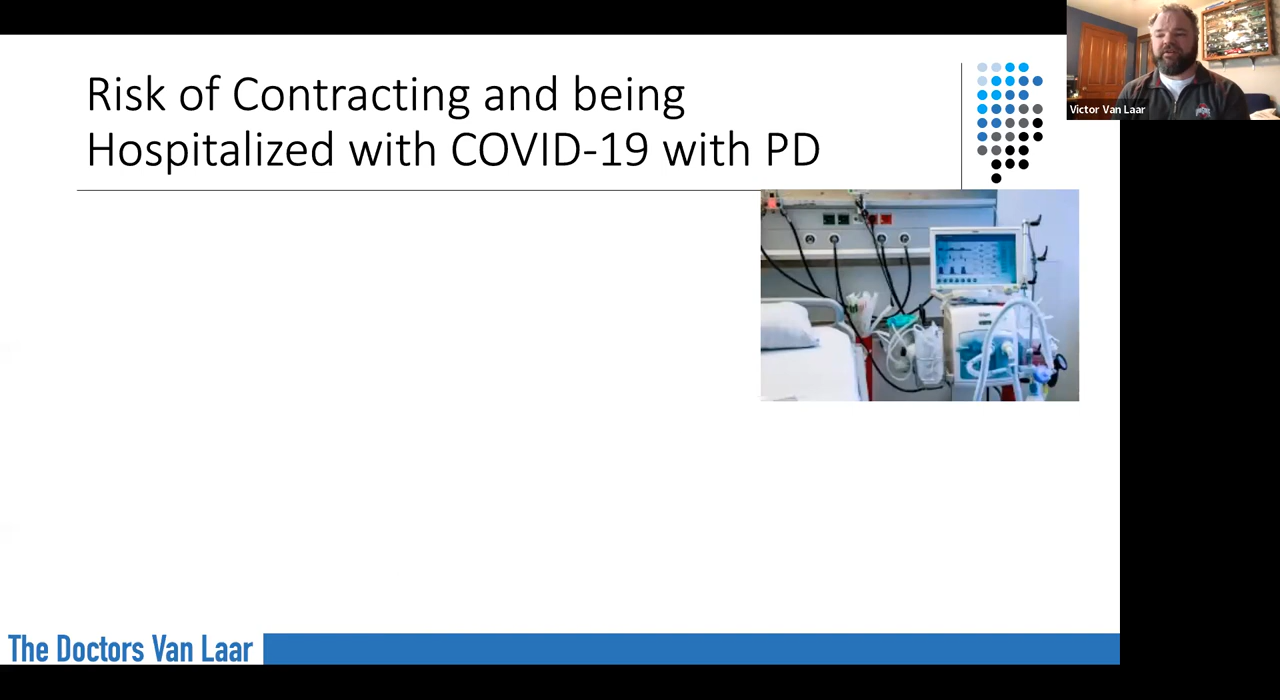 Risk of Contracting and being
Hospitalized with COVID-19 with PD
Victor Van Laar
The Doctors Van Laar